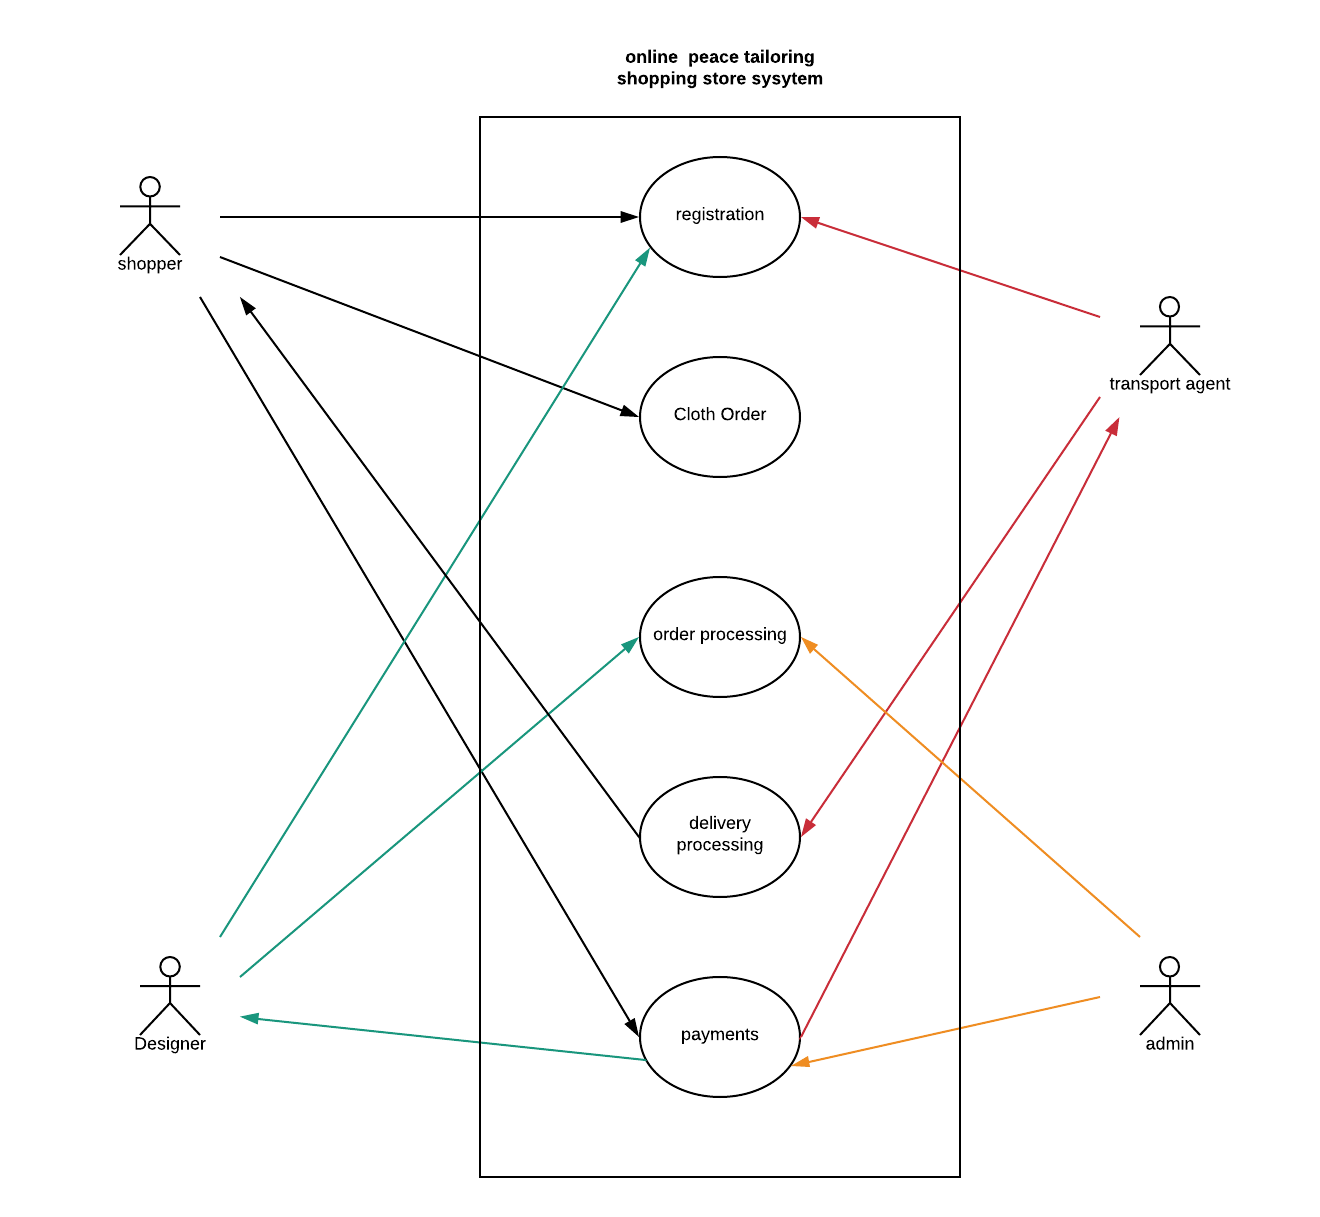 online  peace tailoring
shopping store sysytem
registration
shopper
transport agent
Cloth Order
order processing
delivery
processing
payments
Designer
admin